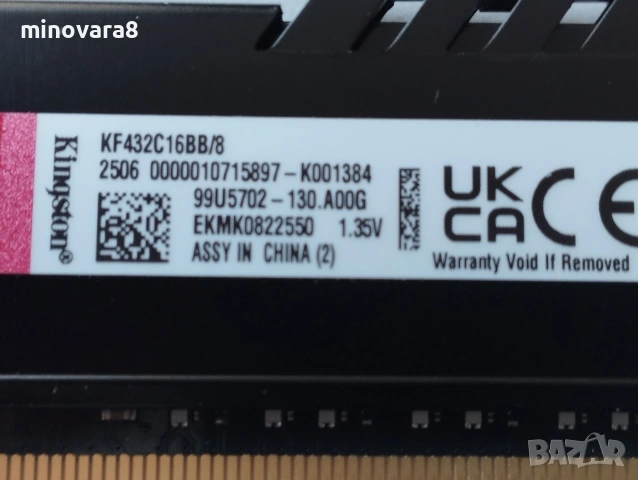 minovara8
Kingston®
KF432C16BB/8
2506 0000010715897-K001384
99U5702-130.A00G
EKMK0822550 1.35V
ASSY IN CHINA (2)
UK
CA CE
Warranty Void If Removed
BAZAR